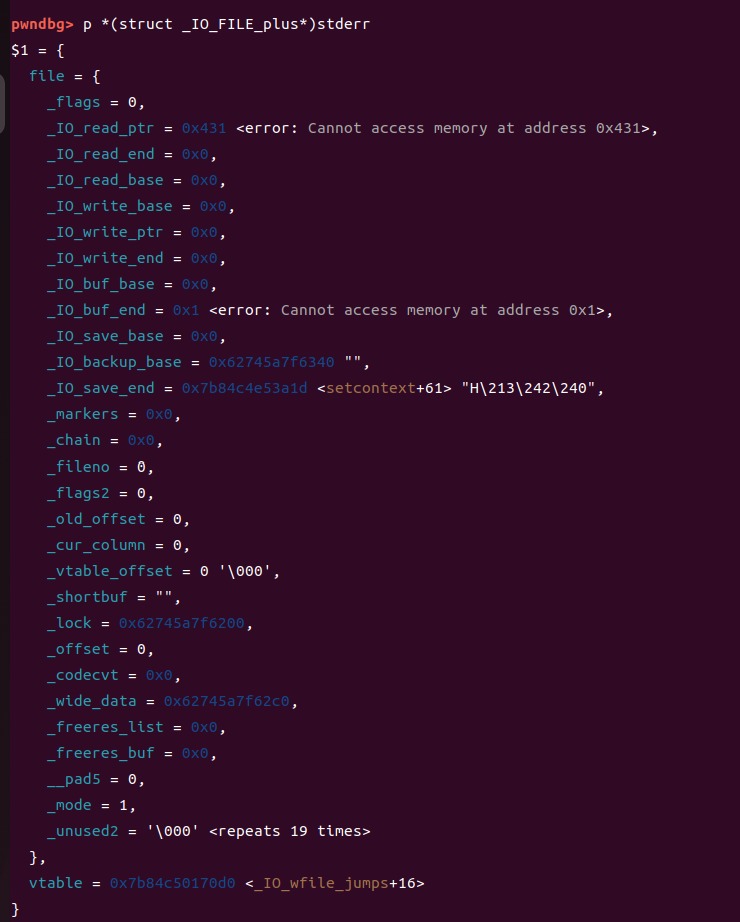 pwndbg> p *(struct _IO_FILE_plus*)stderr
$1 = {
  file = {
    _flags = 0,
    _IO_read_ptr = 0x431 <error: Cannot access memory at address 0x431>,
    _IO_read_end = 0x0,
    _IO_read_base = 0x0,
    _IO_write_base = 0x0,
    _IO_write_ptr = 0x0,
    _IO_write_end = 0x0,
    _IO_buf_base = 0x0,
    _IO_buf_end = 0x1 <error: Cannot access memory at address 0x1>,
    _IO_save_base = 0x0,
    _IO_backup_base = 0x62745a7f6340 "",
    _IO_save_end = 0x7b84c4e53a1d <setcontext+61> "H\213\242\240",
    _markers = 0x0,
    _chain = 0x0,
    _fileno = 0,
    _flags2 = 0,
    _old_offset = 0,
    _cur_column = 0,
    _vtable_offset = 0 '\000',
    _shortbuf = "",
    _lock = 0x62745a7f6200,
    _offset = 0,
    _codecvt = 0x0,
    _wide_data = 0x62745a7f62c0,
    _freeres_list = 0x0,
    _freeres_buf = 0x0,
    __pad5 = 0,
    _mode = 1,
    _unused2 = '\000' <repeats 19 times>
  },
  vtable = 0x7b84c50170d0 <_IO_wfile_jumps+16>
}